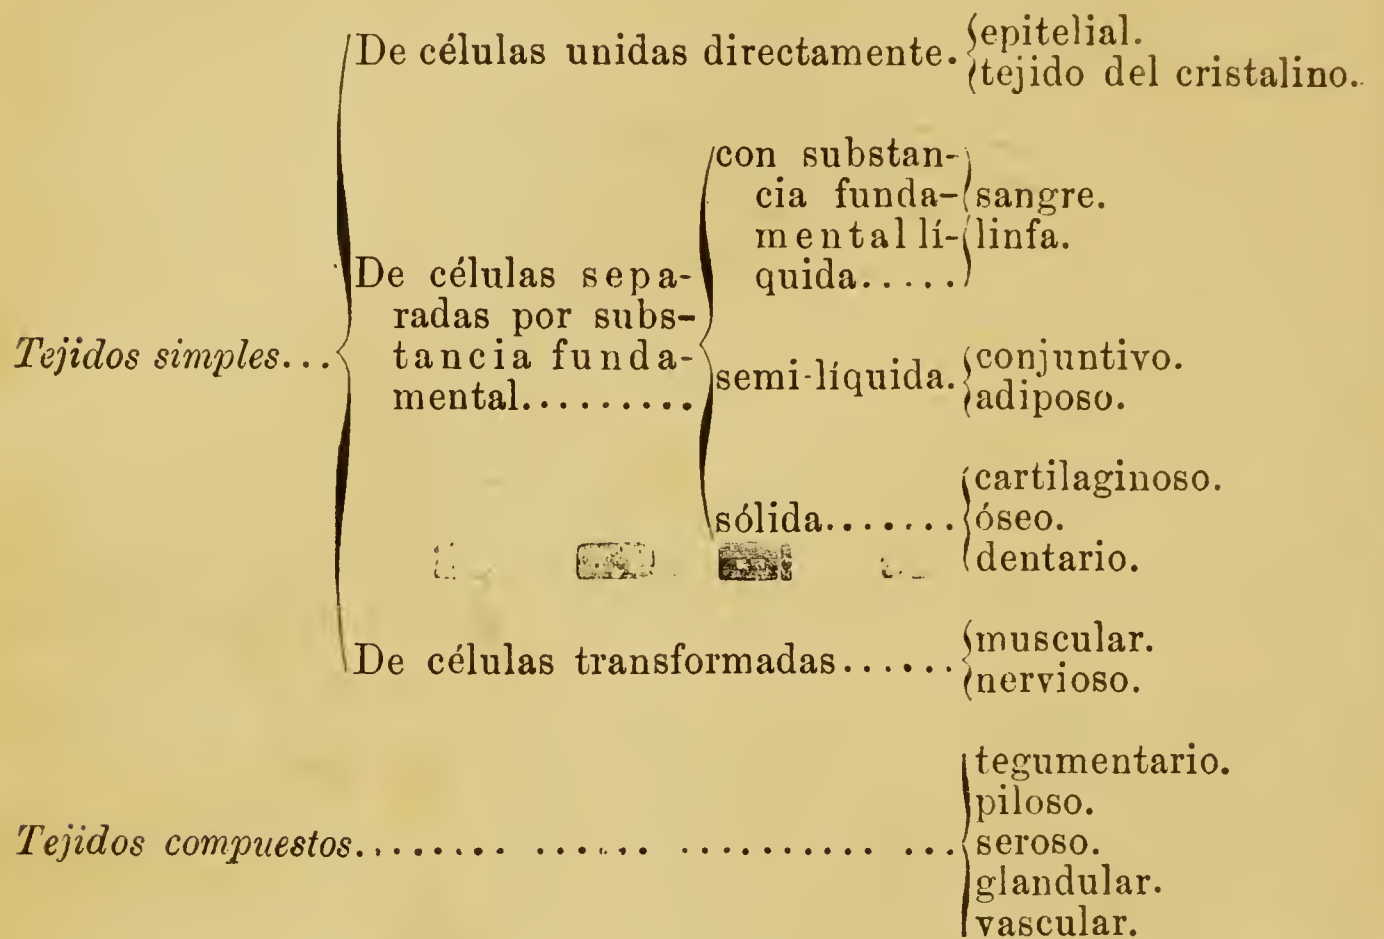 De células unidas directamente.
epitelial.
tejido del cristalino.
Tejidos simples...
De células sepa-
radas por subs-
tancia funda-
mental.........
con substan-
cia funda-
mental lí-
quida.....
sangre.
linfa.
semi-líquida.
conjuntivo.
adiposo.
sólida.......
cartilaginoso.
óseo.
dentario.
De células transformadas......
muscular.
nervioso.
Tejidos compuestos........ ...... .......... ...
tegumentario.
piloso.
seroso.
glandular.
vascular.